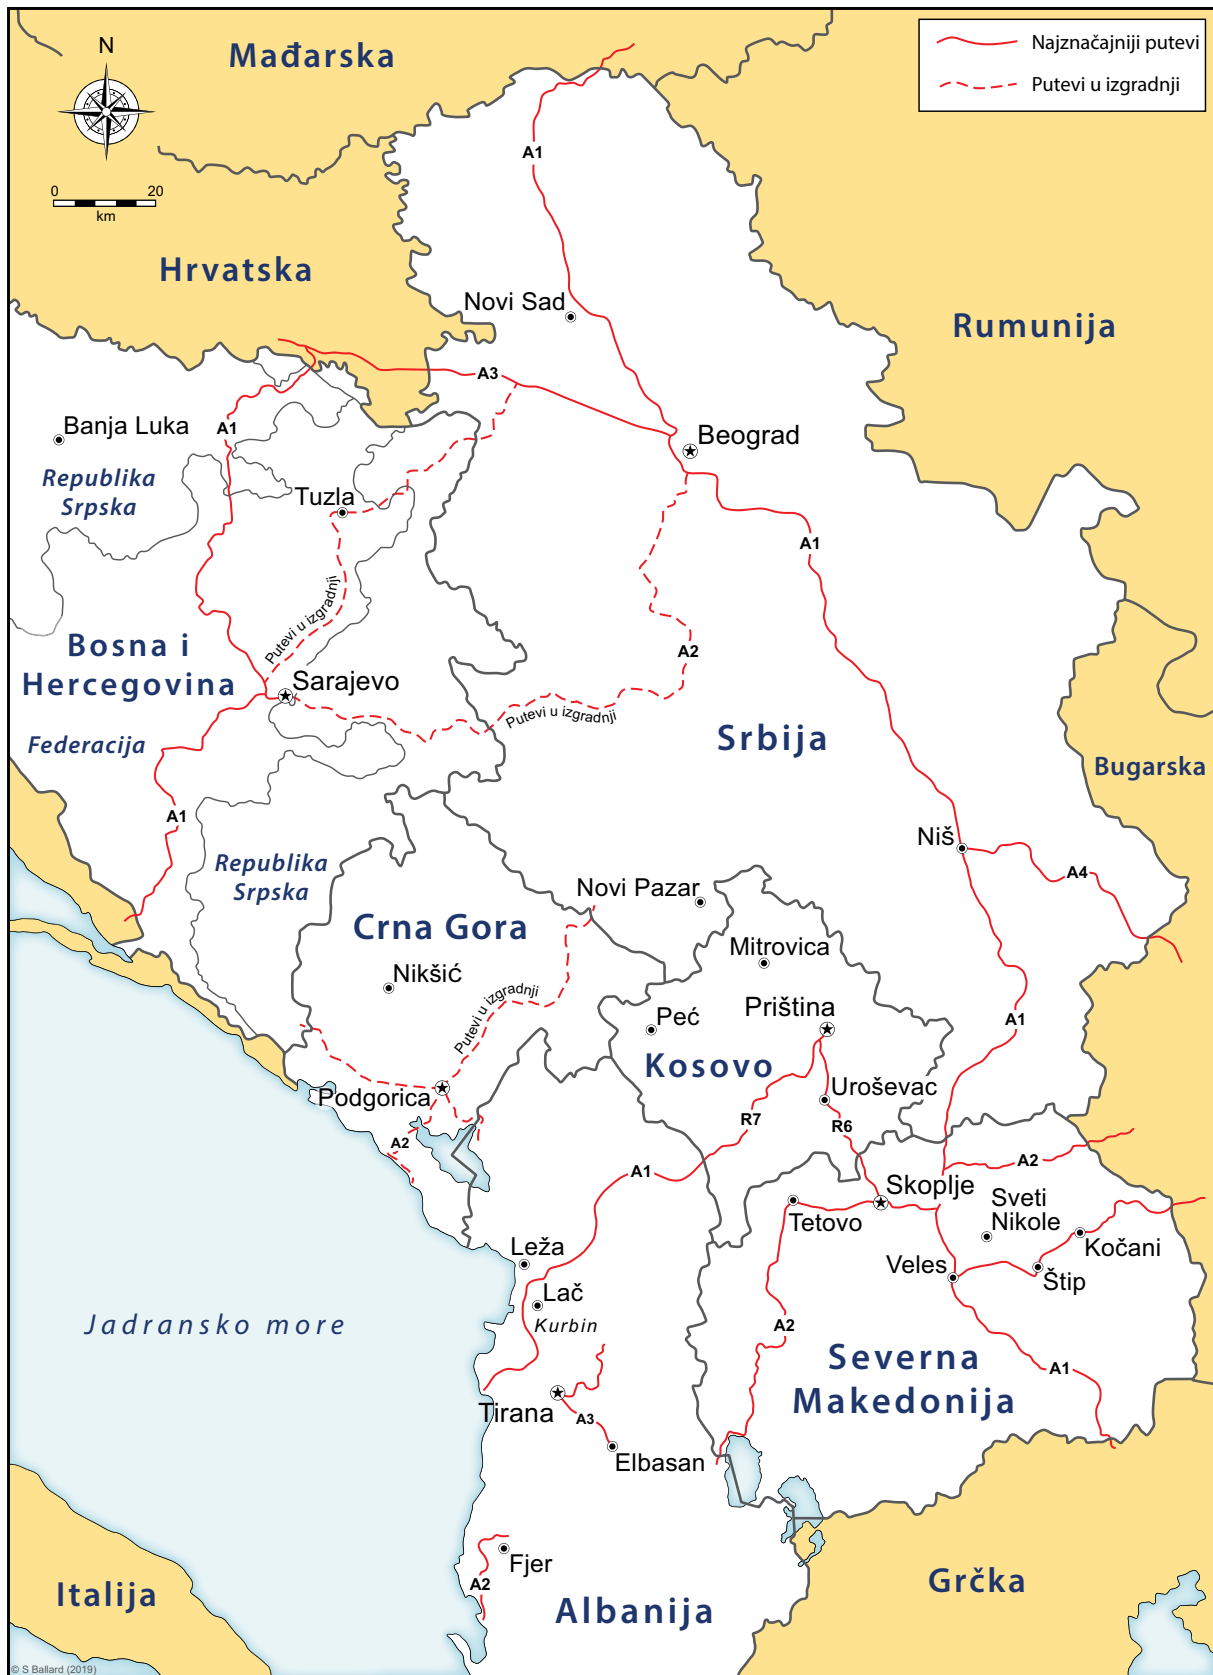 Najznačajniji putevi
Putevi u izgradnji
N
0 20
km
Mađarska
Hrvatska
Rumunija
A1
Novi Sad
A3
Banja Luka
A1
Beograd
Republika
Srpska
Tuzla
A1
Putevi u izgradnji
Bosna i
Hercegovina
A2
Sarajevo
Putevi u izgradnji
Federacija
Srbija
Bugarska
A1
Niš
Republika
Srpska
A4
Novi Pazar
Crna Gora
Mitrovica
Nikšić
Putevi u izgradnji
Peć
Priština
A1
Kosovo
Podgorica
Uroševac
R7
R6
A2
A1
A2
Skoplje
Sveti
Nikole
Tetovo
Kočani
Leža
Veles
Štip
Lač
Kurbin
Jadransko more
A2
Severna
Makedonija
A1
Tirana
A3
Elbasan
Fjer
A2
Italija
Albanija
Grčka
© S Ballard (2019)